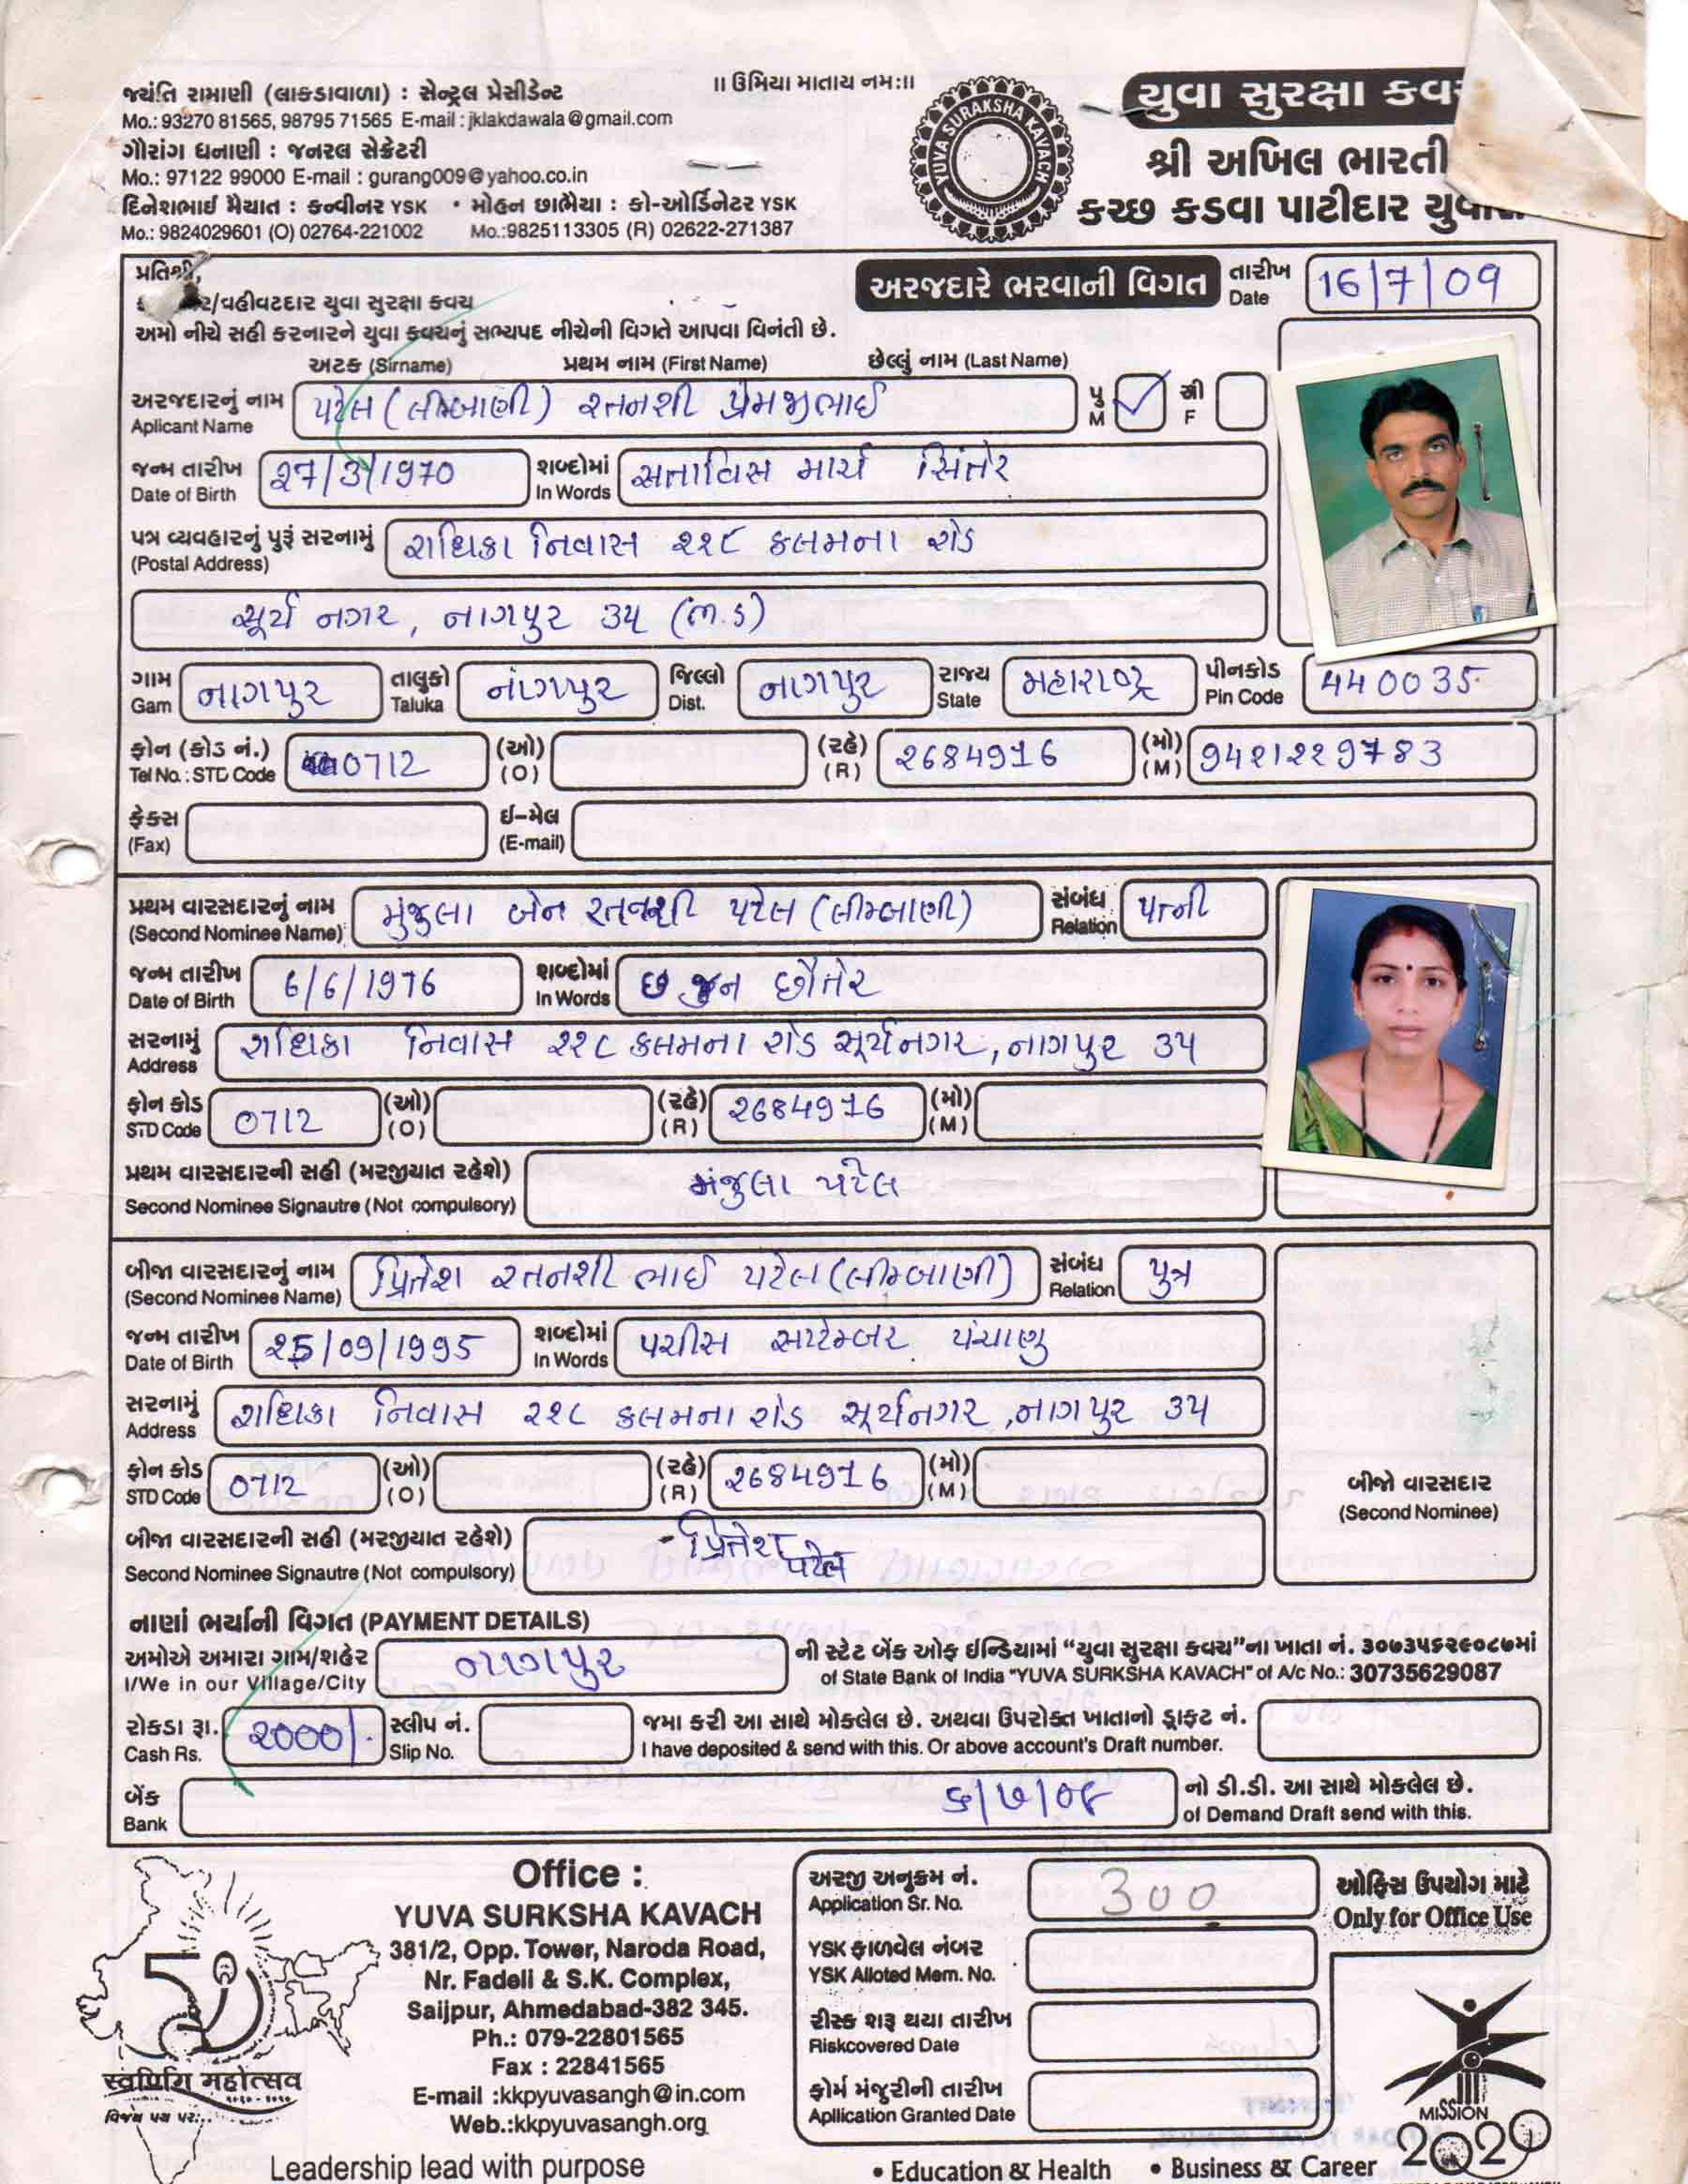 જયંતિ રામાણી (લાકડાવાળા) : સેન્ટ્રલ પ્રેસીડેન્ટ
Mo.: 93270 81565, 98795 71565 E-mail : jklakdawala@gmail.com
ગૌરાંગ ધનાણી : જનરલ સેક્રેટરી
Mo.: 97122 99000 E-mail : gurang009@yahoo.co.in
દિનેશભાઈ મૈયાત : કન્વીનર YSK • મોહન છાભૈયા : કો-ઓર્ડિનેટર YSK
Mo.: 9824029601 (O) 02764-221002 Mo.:9825113305 (R) 02622-271387
॥ ઉમિયા માતાય નમઃ॥
YUVA SURAKSHA KAVACH
યુવા સુરક્ષા
શ્રી અખિલ ભારતી
કચ્છ કડવા પાટીદાર
પ્રતિશ્રી,
/વહીવટદાર યુવા સુરક્ષા કવચ
અમો નીચે સહી કરનારને યુવા કવચનું સભ્યપદ નીચેની વિગતે આપવા વિનંતી છે.
અરજદારે ભરવાની વિગત
તારીખ 16/7/09
Date
અટક (Sirname) પ્રથમ નામ (First Name) છેલ્લું નામ (Last Name)
અરજદારનું નામ પટેલ (લીમ્બાણી) રતનશી પ્રેમજીભાઈ પુ સ્ત્રી
Aplicant Name M F
જન્મ તારીખ 27/3/1970 શબ્દોમાં સતાવિસ માર્ચ સિંતેર
Date of Birth In Words
પત્ર વ્યવહારનું પુરૂં સરનામું રાધિકા નિવાસ ૨૨૮ કલમના રોડ
(Postal Address)
સૂર્ય નગર, નાગપુર ૩૫ (મ.હ)
ગામ નાગપુર તાલુકો નાગપુર જિલ્લો નાગપુર રાજ્ય મહારાષ્ટ્ર પીનકોડ 440035
Gam Taluka Dist. State Pin Code
ફોન (કોડ નં.) 0712 (ઓ) (રહે) 2684916 (મો) 9421229783
Tel No. : STD Code (O) (R) (M)
ફેક્સ ઈ-મેલ
(Fax) (E-mail)
પ્રથમ વારસદારનું નામ મુંજુલા બેન રતનશી પટેલ (લીમ્બાણી) સંબંધ પત્ની
(Second Nominee Name) Relation
જન્મ તારીખ 6/6/1976 શબ્દોમાં છ જુન છૌતેર
Date of Birth In Words
સરનામું રાધિકા નિવાસ ૨૨૮ કલમના રોડ સૂર્યનગર, નાગપુર ૩૫
Address
ફોન કોડ 0712 (ઓ) (રહે) 2684916 (મો)
STD Code (O) (R) (M)
પ્રથમ વારસદારની સહી (મરજીયાત રહેશે) મંજુલા પટેલ
Second Nominee Signautre (Not compulsory)
બીજા વારસદારનું નામ પ્રિતેશ રતનશી ભાઈ પટેલ (લીમ્બાણી) સંબંધ પુત્ર
(Second Nominee Name) Relation
જન્મ તારીખ 25/09/1995 શબ્દોમાં પચીસ સપ્ટેમ્બર પંચાણુ
Date of Birth In Words
સરનામું રાધિકા નિવાસ ૨૨૮ કલમના રોડ સૂર્યનગર, નાગપુર ૩૫
Address
ફોન કોડ 0712 (ઓ) (રહે) 2684916 (મો)
STD Code (O) (R) (M)
બીજો વારસદાર
(Second Nominee)
બીજા વારસદારની સહી (મરજીયાત રહેશે) પ્રિતેશ પટેલ
Second Nominee Signautre (Not compulsory)
નાણાં ભર્યાની વિગત (PAYMENT DETAILS)
અમોએ અમારા ગામ/શહેર નાગપુર ની સ્ટેટ બેંક ઓફ ઈન્ડિયામાં “યુવા સુરક્ષા કવચ”ના ખાતા નં. ૩૦૭૩૫૬૨૯૦૮૭માં
I/We in our Village/City of State Bank of India "YUVA SURKSHA KAVACH" of A/c No.: 30735629087
રોકડા રૂા. 2000/- સ્લીપ નં. જમા કરી આ સાથે મોકલેલ છે. અથવા ઉપરોક્ત ખાતાનો ડ્રાફ્ટ નં.
Cash Rs. Slip No. I have deposited & send with this. Or above account's Draft number.
બેંક ૬/૭/૦૯ નો ડી.ડી. આ સાથે મોકલેલ છે.
Bank of Demand Draft send with this.
Office :
YUVA SURKSHA KAVACH
381/2, Opp. Tower, Naroda Road,
Nr. Fadeli & S.K. Complex,
Saijpur, Ahmedabad-382 345.
Ph.: 079-22801565
Fax : 22841565
E-mail :kkpyuvasangh@in.com
Web.:kkpyuvasangh.org
અરજી અનુક્રમ નં. 300
Application Sr. No.
ઓફિસ ઉપયોગ માટે
Only for Office Use
YSK ફાળવેલ નંબર
YSK Alloted Mem. No.
રીસ્ક શરૂ થયા તારીખ
Riskcovered Date
ફોર્મ મંજુરીની તારીખ
Apllication Granted Date
50
સ્વર્ણિમ મહોત્સવ
વિજય પથ પર...
MISSION
2020
Leadership lead with purpose • Education & Health • Business & Career